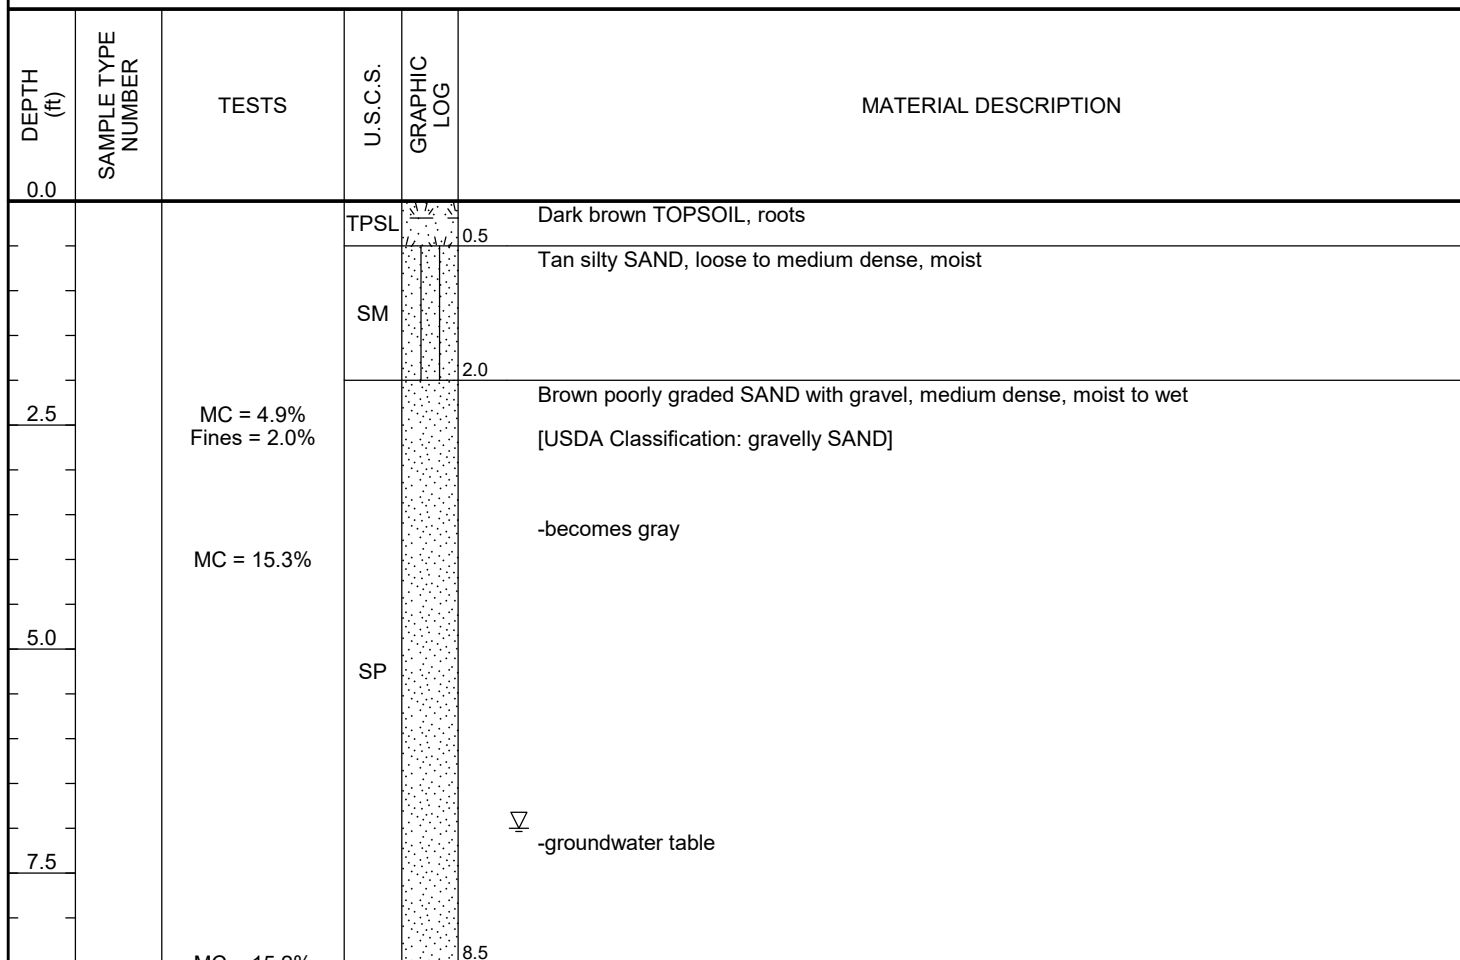 DEPTH
(ft)
SAMPLE TYPE
NUMBER
TESTS
U.S.C.S.
GRAPHIC
LOG
MATERIAL DESCRIPTION
0.0
TPSL
Dark brown TOPSOIL, roots
0.5
Tan silty SAND, loose to medium dense, moist
SM
2.0
Brown poorly graded SAND with gravel, medium dense, moist to wet
2.5
MC = 4.9%
Fines = 2.0%
[USDA Classification: gravelly SAND]
-becomes gray
MC = 15.3%
5.0
SP
-groundwater table
7.5
8.5